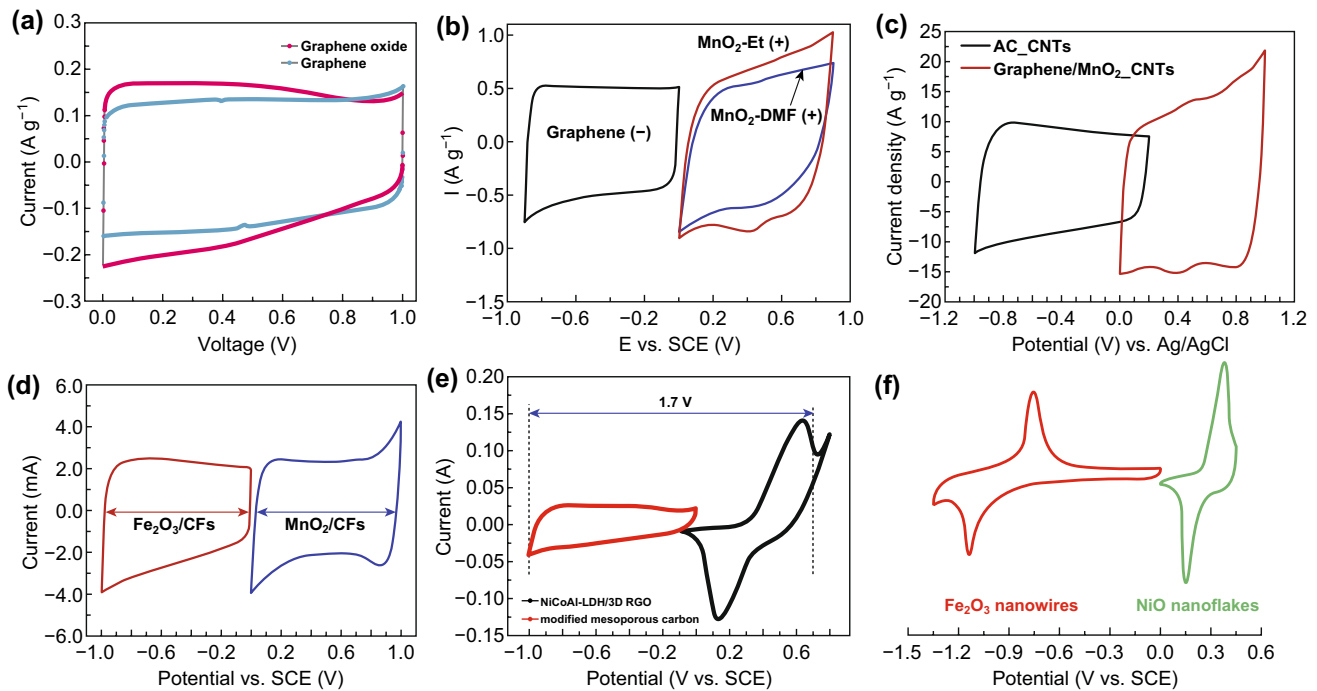 (a)
0.3
0.2
0.1
0.0
−0.1
−0.2
−0.3
Current (A g⁻¹)
Graphene oxide
Graphene
0.0 0.2 0.4 0.6 0.8 1.0
Voltage (V)
(b)
1.0
0.5
0.0
−0.5
−1.0
−1.5
I (A g⁻¹)
MnO₂-Et (+)
MnO₂-DMF (+)
Graphene (−)
−1.0 −0.6 −0.2 0.2 0.6 1.0
E vs. SCE (V)
(c)
25
20
15
10
5
0
−5
−10
−15
−20
Current density (A g⁻¹)
AC_CNTs
Graphene/MnO₂_CNTs
−1.2 −0.8 −0.4 0.0 0.4 0.8 1.2
Potential (V) vs. Ag/AgCl
(d)
6.0
4.0
2.0
0.0
−2.0
−4.0
−6.0
Current (mA)
Fe₂O₃/CFs
MnO₂/CFs
−1.0 −0.6 −0.2 0.2 0.6 1.0
Potential vs. SCE (V)
(e)
0.20
0.15
0.10
0.05
0.00
−0.05
−0.10
−0.15
Current (A)
1.7 V
NiCoAl-LDH/3D RGO
modified mesoporous carbon
−1.0 −0.6 −0.2 0.2 0.6
Potential (V vs. SCE)
(f)
Fe₂O₃ nanowires
NiO nanoflakes
−1.5 −1.2 −0.9 −0.6 −0.3 0.0 0.3 0.6
Potential (V vs. SCE)